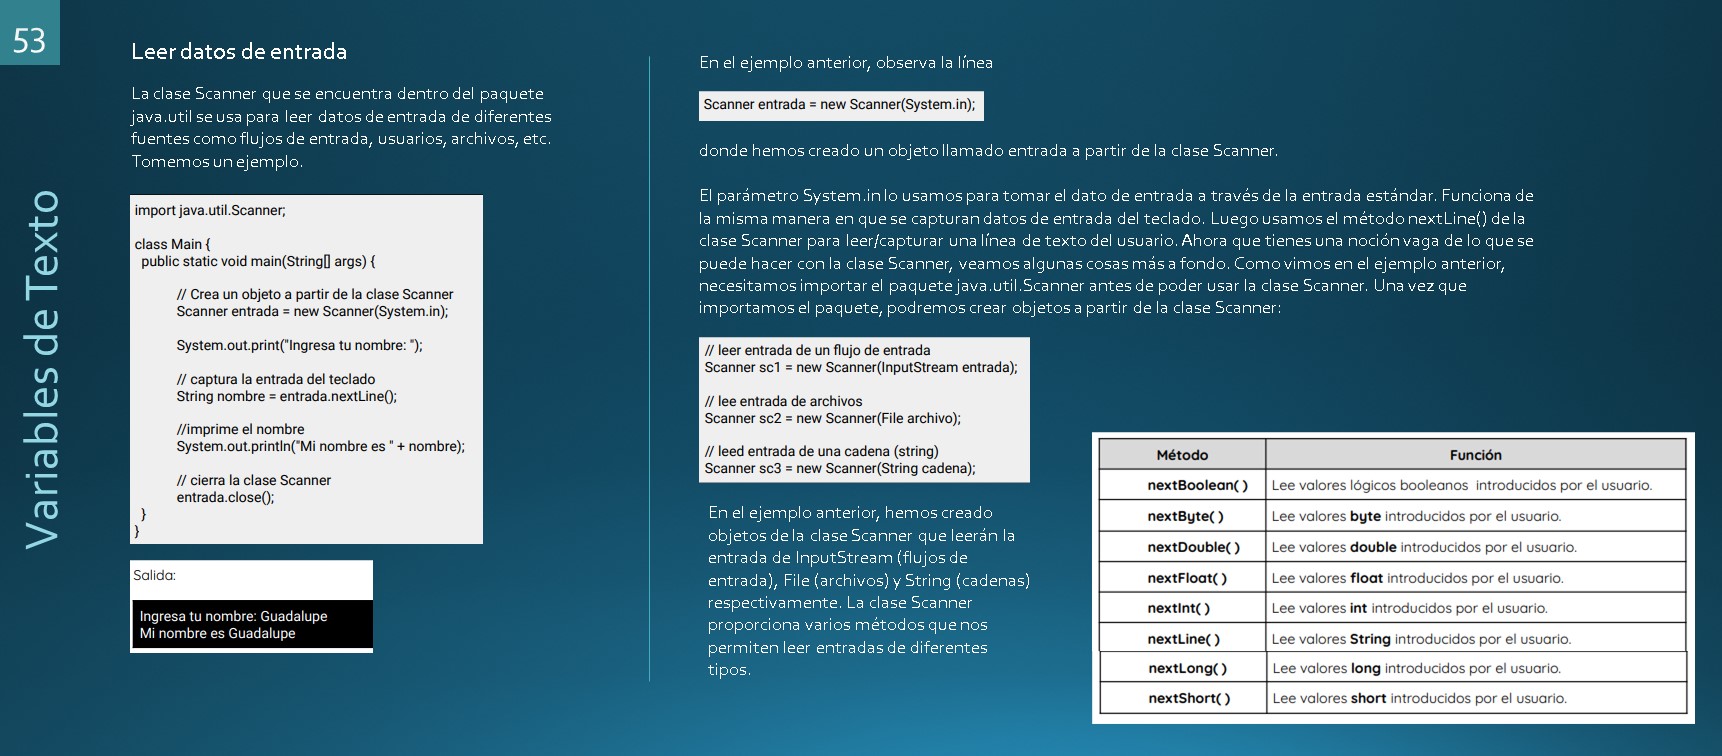 53
Variables de Texto
Leer datos de entrada
La clase Scanner que se encuentra dentro del paquete
java.util se usa para leer datos de entrada de diferentes
fuentes como flujos de entrada, usuarios, archivos, etc.
Tomemos un ejemplo.
import java.util.Scanner;
class Main {
public static void main(String[] args) {
// Crea un objeto a partir de la clase Scanner
Scanner entrada = new Scanner(System.in);
System.out.print("Ingresa tu nombre: ");
// captura la entrada del teclado
String nombre = entrada.nextLine();
//imprime el nombre
System.out.println("Mi nombre es " + nombre);
// cierra la clase Scanner
entrada.close();
}
}
Salida:
Ingresa tu nombre: Guadalupe
Mi nombre es Guadalupe
En el ejemplo anterior, observa la línea
Scanner entrada = new Scanner(System.in);
donde hemos creado un objeto llamado entrada a partir de la clase Scanner.
El parámetro System.in lo usamos para tomar el dato de entrada a través de la entrada estándar. Funciona de
la misma manera en que se capturan datos de entrada del teclado. Luego usamos el método nextLine() de la
clase Scanner para leer/capturar una línea de texto del usuario. Ahora que tienes una noción vaga de lo que se
puede hacer con la clase Scanner, veamos algunas cosas más a fondo. Como vimos en el ejemplo anterior,
necesitamos importar el paquete java.util.Scanner antes de poder usar la clase Scanner. Una vez que
importamos el paquete, podremos crear objetos a partir de la clase Scanner:
// leer entrada de un flujo de entrada
Scanner sc1 = new Scanner(InputStream entrada);
// lee entrada de archivos
Scanner sc2 = new Scanner(File archivo);
// leed entrada de una cadena (string)
Scanner sc3 = new Scanner(String cadena);
En el ejemplo anterior, hemos creado
objetos de la clase Scanner que leerán la
entrada de InputStream (flujos de
entrada), File (archivos) y String (cadenas)
respectivamente. La clase Scanner
proporciona varios métodos que nos
permiten leer entradas de diferentes
tipos.
Método Función
nextBoolean( ) Lee valores lógicos booleanos introducidos por el usuario.
nextByte( ) Lee valores byte introducidos por el usuario.
nextDouble( ) Lee valores double introducidos por el usuario.
nextFloat( ) Lee valores float introducidos por el usuario.
nextInt( ) Lee valores int introducidos por el usuario.
nextLine( ) Lee valores String introducidos por el usuario.
nextLong( ) Lee valores long introducidos por el usuario.
nextShort( ) Lee valores short introducidos por el usuario.